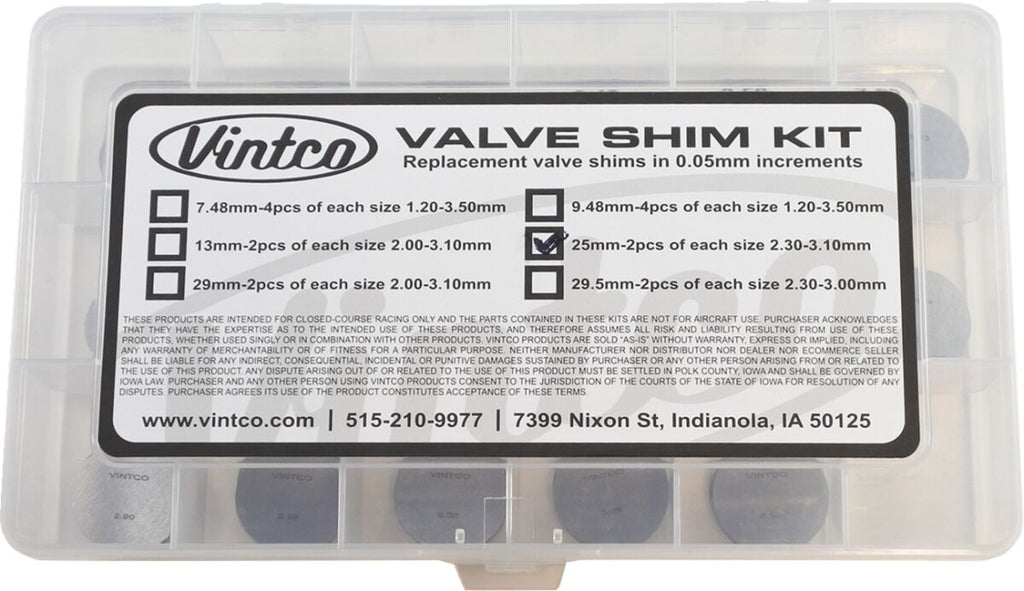 Vintco
VALVE SHIM KIT
Replacement valve shims in 0.05mm increments
7.48mm-4pcs of each size 1.20-3.50mm
9.48mm-4pcs of each size 1.20-3.50mm
13mm-2pcs of each size 2.00-3.10mm
25mm-2pcs of each size 2.30-3.10mm
29mm-2pcs of each size 2.00-3.10mm
29.5mm-2pcs of each size 2.30-3.00mm
THESE PRODUCTS ARE INTENDED FOR CLOSED-COURSE RACING ONLY AND THE PARTS CONTAINED IN THESE KITS ARE NOT FOR AIRCRAFT USE. PURCHASER ACKNOWLEDGES
THAT THEY HAVE THE EXPERTISE AS TO THE INTENDED USE OF THESE PRODUCTS, AND THEREFORE ASSUMES ALL RISK AND LIABILITY RESULTING FROM USE OF THESE
PRODUCTS, WHETHER USED SINGLY OR IN COMBINATION WITH OTHER PRODUCTS. VINTCO PRODUCTS ARE SOLD "AS-IS" WITHOUT WARRANTY, EXPRESS OR IMPLIED, INCLUDING
ANY WARRANTY OF MERCHANTABILITY OR OF FITNESS FOR A PARTICULAR PURPOSE. NEITHER MANUFACTURER NOR DISTRIBUTOR NOR DEALER NOR ECOMMERCE SELLER
SHALL BE LIABLE FOR ANY INDIRECT, CONSEQUENTIAL, INCIDENTAL OR PUNITIVE DAMAGES SUSTAINED BY PURCHASER OR ANY OTHER PERSON ARISING FROM OR RELATED TO
THE USE OF THIS PRODUCT. ANY DISPUTE ARISING OUT OF OR RELATED TO THE USE OF THIS PRODUCT MUST BE SETTLED IN POLK COUNTY, IOWA AND SHALL BE GOVERNED BY
IOWA LAW. PURCHASER AND ANY OTHER PERSON USING VINTCO PRODUCTS CONSENT TO THE JURISDICTION OF THE COURTS OF THE STATE OF IOWA FOR RESOLUTION OF ANY
DISPUTES. PURCHASER AGREES ITS USE OF THE PRODUCT CONSTITUTES ACCEPTANCE OF THESE TERMS.
www.vintco.com | 515-210-9977 | 7399 Nixon St, Indianola, IA 50125
VINTCO
VINTCO
VINTCO
VINTCO
VINTCO
2.90